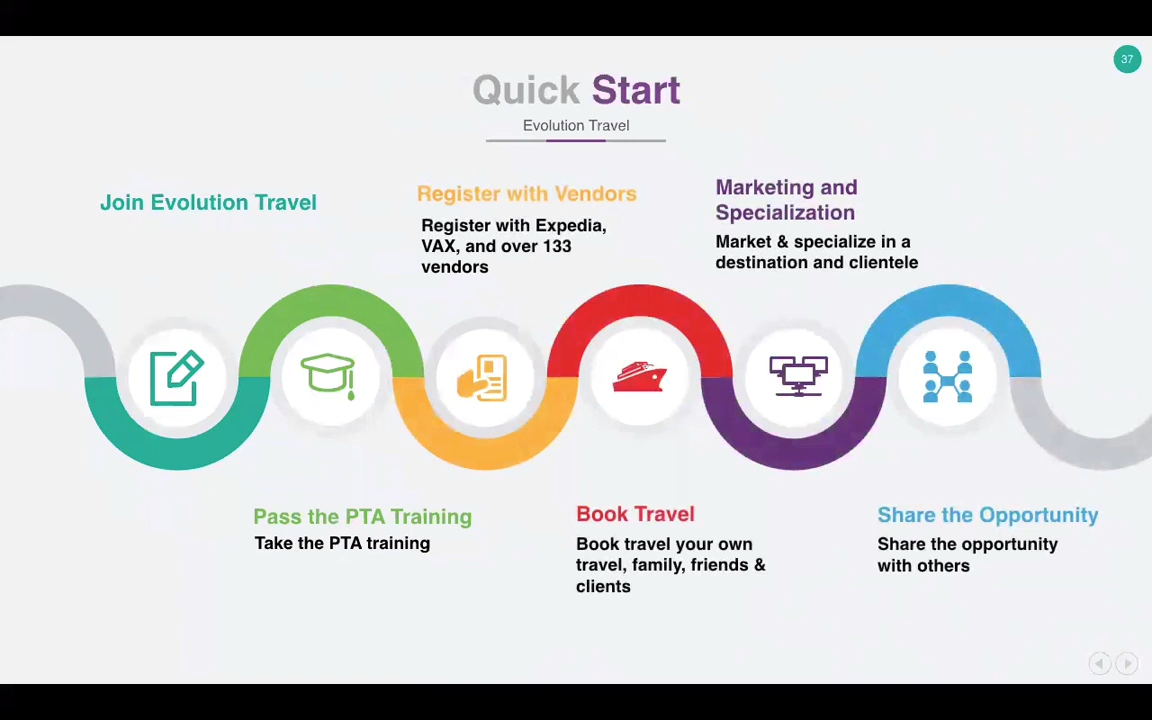 37
Quick Start
Evolution Travel
Join Evolution Travel
Pass the PTA Training
Take the PTA training
Register with Vendors
Register with Expedia,
VAX, and over 133
vendors
Book Travel
Book travel your own
travel, family, friends &
clients
Marketing and
Specialization
Market & specialize in a
destination and clientele
Share the Opportunity
Share the opportunity
with others